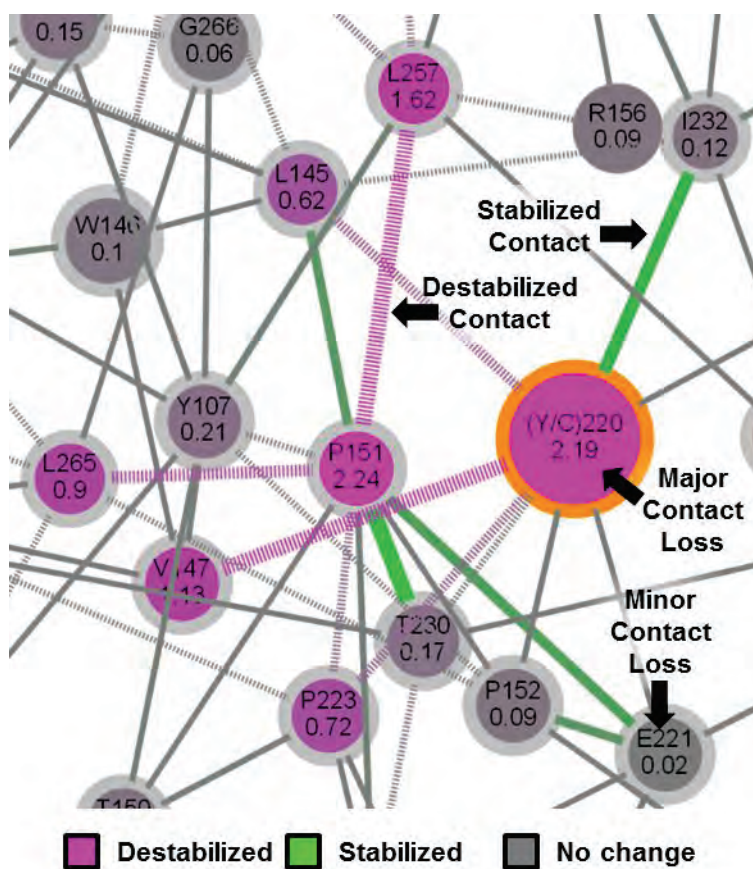 0.15
G266
0.06
L257
1.62
R156
0.09
I232
0.12
L145
0.62
W146
0.1
Stabilized
Contact
Destabilized
Contact
Y107
0.21
(Y/C)220
2.19
P151
2.24
L265
0.9
Major
Contact
Loss
V147
1.13
Minor
Contact
Loss
T230
0.17
P223
0.72
P152
0.09
E221
0.02
Destabilized
Stabilized
No change